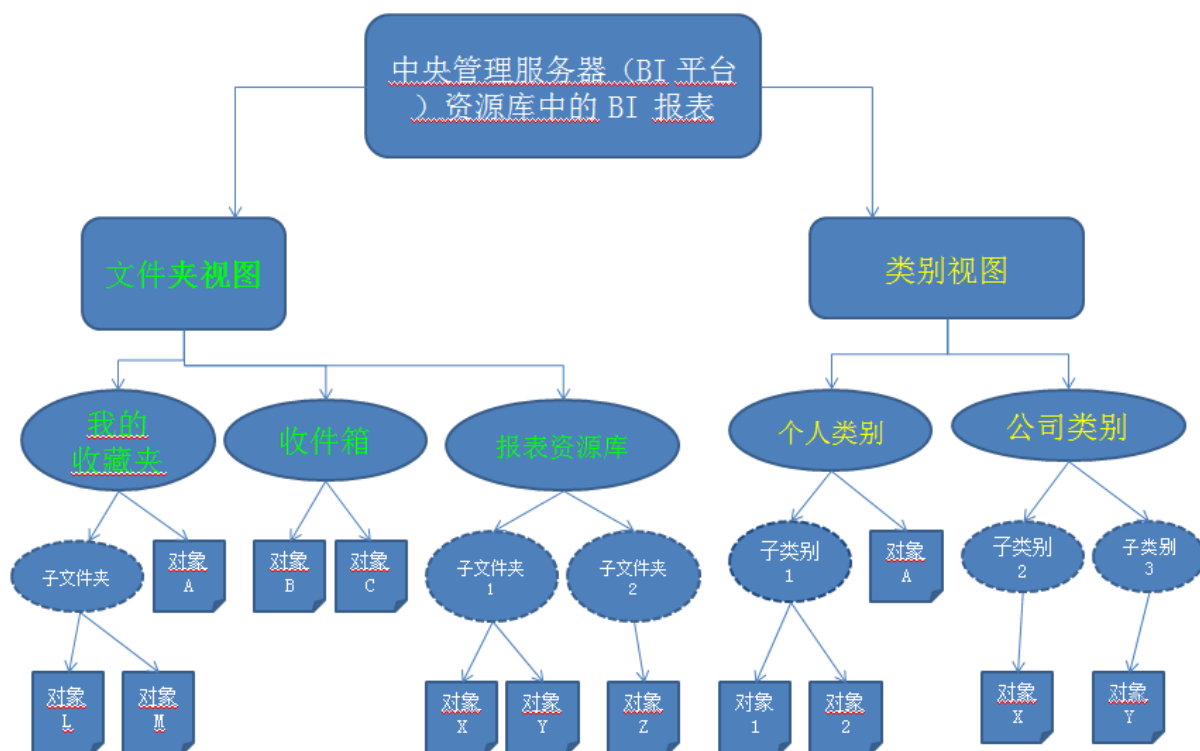 中央管理服务器（BI 平台
）资源库中的 BI 报表
文件夹视图
类别视图
我的
收藏夹
收件箱
报表资源库
个人类别
公司类别
子文件夹
对象
A
对象
B
对象
C
子文件夹
1
子文件夹
2
子类别
1
对象
A
子类别
2
子类别
3
对象
L
对象
M
对象
X
对象
Y
对象
Z
对象
1
对象
2
对象
X
对象
Y